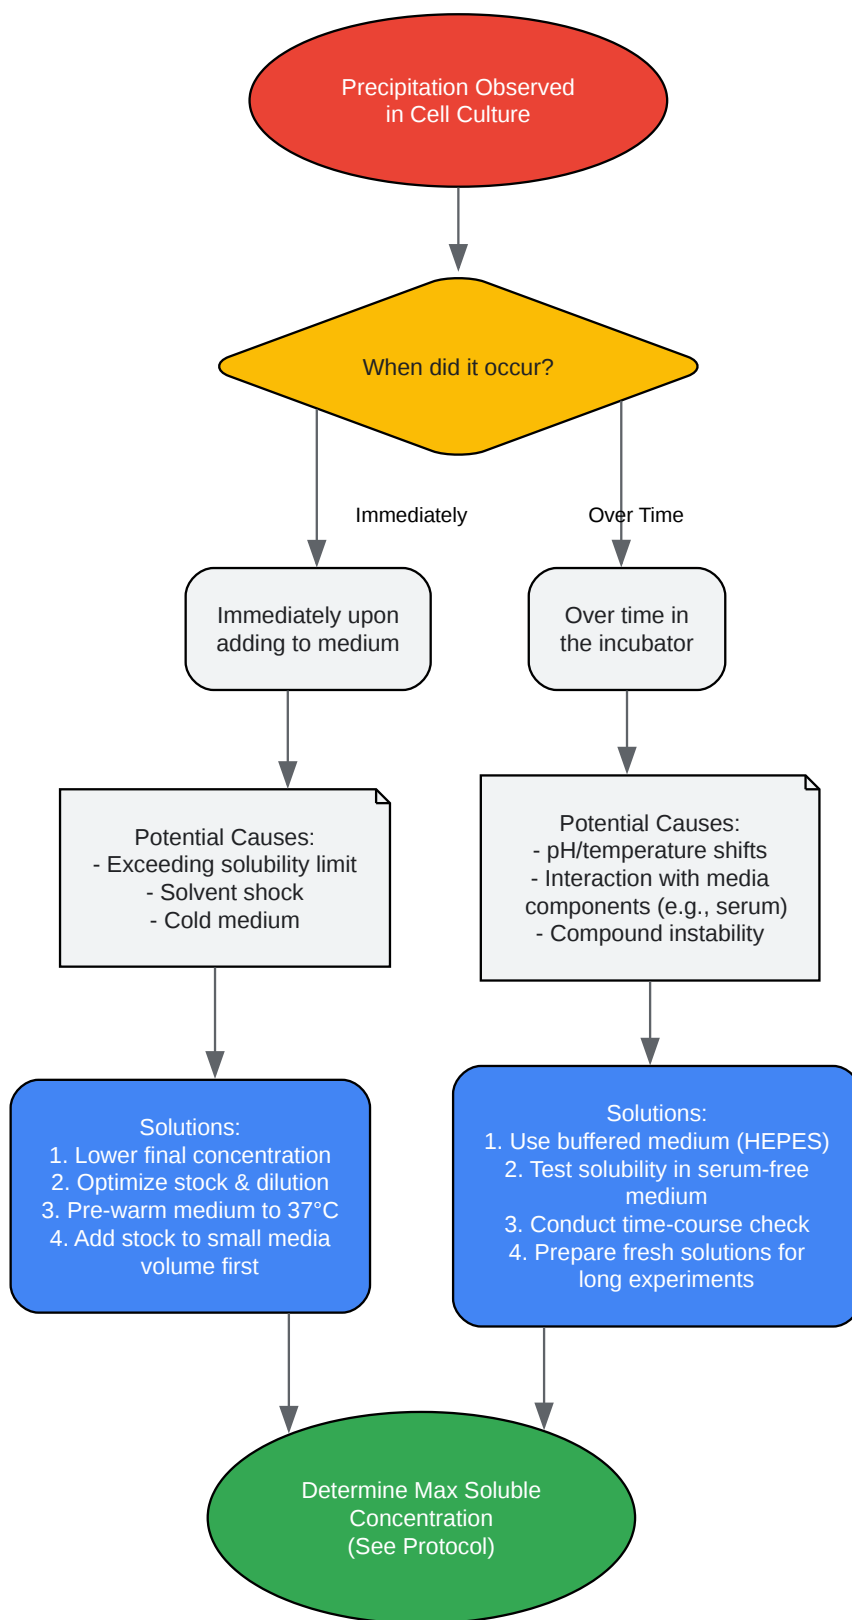 Precipitation Observed
in Cell Culture
When did it occur?
Immediately
Over Time
Immediately upon
adding to medium
Over time in
the incubator
Potential Causes:
- Exceeding solubility limit
- Solvent shock
- Cold medium
Potential Causes:
- pH/temperature shifts
- Interaction with media
components (e.g., serum)
- Compound instability
Solutions:
1. Lower final concentration
2. Optimize stock & dilution
3. Pre-warm medium to 37°C
4. Add stock to small media
volume first
Solutions:
1. Use buffered medium (HEPES)
2. Test solubility in serum-free
medium
3. Conduct time-course check
4. Prepare fresh solutions for
long experiments
Determine Max Soluble
Concentration
(See Protocol)